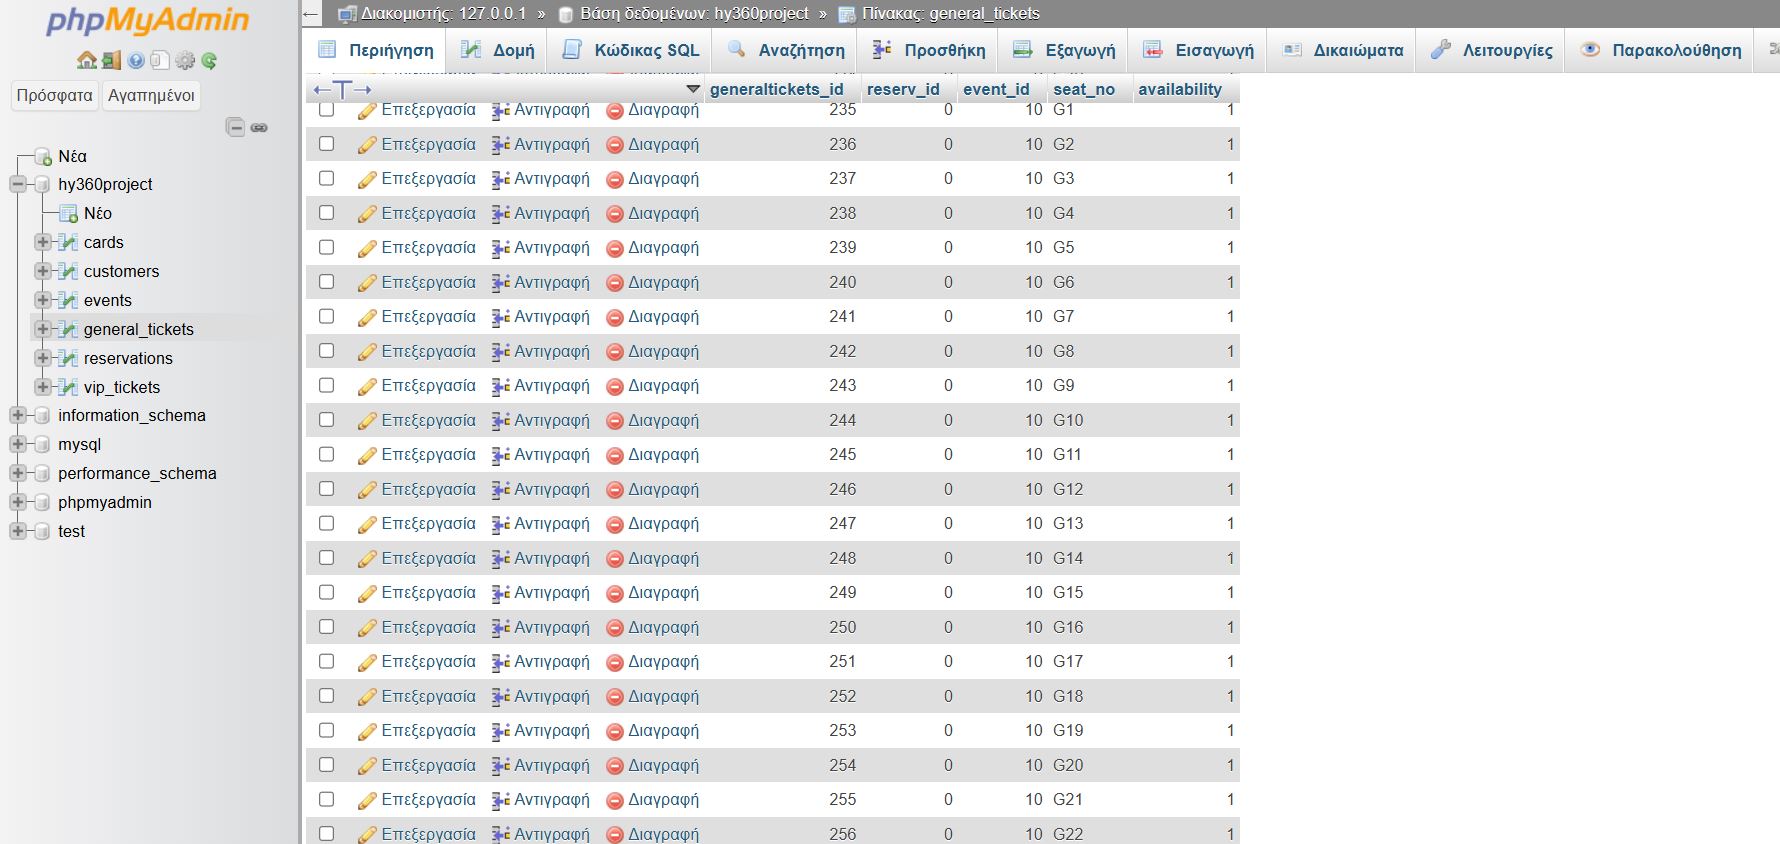 phpMyAdmin
Πρόσφατα Αγαπημένοι
Νέα
hy360project
Νέο
cards
customers
events
general_tickets
reservations
vip_tickets
information_schema
mysql
performance_schema
phpmyadmin
test
Διακομιστής: 127.0.0.1 » Βάση δεδομένων: hy360project » Πίνακας: general_tickets
Περιήγηση Δομή Κώδικας SQL Αναζήτηση Προσθήκη Εξαγωγή Εισαγωγή Δικαιώματα Λειτουργίες Παρακολούθηση
←T→ generaltickets_id reserv_id event_id seat_no availability
Επεξεργασία Αντιγραφή Διαγραφή 235 0 10 G1 1
Επεξεργασία Αντιγραφή Διαγραφή 236 0 10 G2 1
Επεξεργασία Αντιγραφή Διαγραφή 237 0 10 G3 1
Επεξεργασία Αντιγραφή Διαγραφή 238 0 10 G4 1
Επεξεργασία Αντιγραφή Διαγραφή 239 0 10 G5 1
Επεξεργασία Αντιγραφή Διαγραφή 240 0 10 G6 1
Επεξεργασία Αντιγραφή Διαγραφή 241 0 10 G7 1
Επεξεργασία Αντιγραφή Διαγραφή 242 0 10 G8 1
Επεξεργασία Αντιγραφή Διαγραφή 243 0 10 G9 1
Επεξεργασία Αντιγραφή Διαγραφή 244 0 10 G10 1
Επεξεργασία Αντιγραφή Διαγραφή 245 0 10 G11 1
Επεξεργασία Αντιγραφή Διαγραφή 246 0 10 G12 1
Επεξεργασία Αντιγραφή Διαγραφή 247 0 10 G13 1
Επεξεργασία Αντιγραφή Διαγραφή 248 0 10 G14 1
Επεξεργασία Αντιγραφή Διαγραφή 249 0 10 G15 1
Επεξεργασία Αντιγραφή Διαγραφή 250 0 10 G16 1
Επεξεργασία Αντιγραφή Διαγραφή 251 0 10 G17 1
Επεξεργασία Αντιγραφή Διαγραφή 252 0 10 G18 1
Επεξεργασία Αντιγραφή Διαγραφή 253 0 10 G19 1
Επεξεργασία Αντιγραφή Διαγραφή 254 0 10 G20 1
Επεξεργασία Αντιγραφή Διαγραφή 255 0 10 G21 1
Επεξεργασία Αντιγραφή Διαγραφή 256 0 10 G22 1